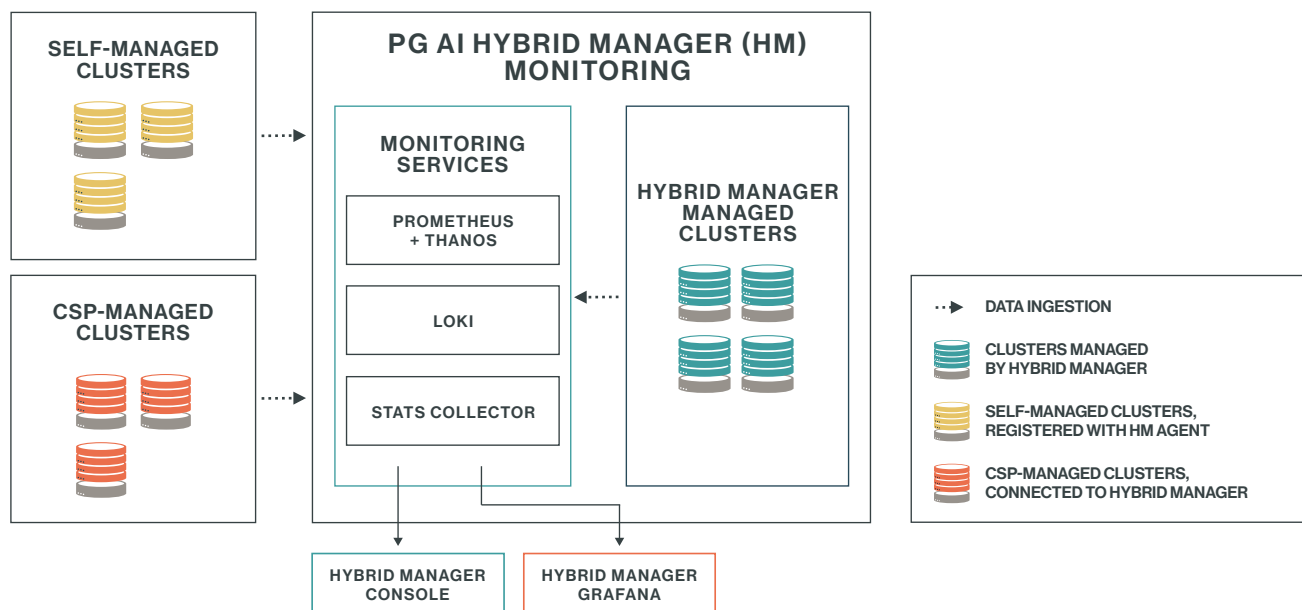 SELF-MANAGED
CLUSTERS
CSP-MANAGED
CLUSTERS
PG AI HYBRID MANAGER (HM)
MONITORING
MONITORING
SERVICES
PROMETHEUS
+ THANOS
LOKI
STATS COLLECTOR
HYBRID MANAGER
MANAGED
CLUSTERS
HYBRID MANAGER
CONSOLE
HYBRID MANAGER
GRAFANA
DATA INGESTION
CLUSTERS MANAGED
BY HYBRID MANAGER
SELF-MANAGED CLUSTERS,
REGISTERED WITH HM AGENT
CSP-MANAGED CLUSTERS,
CONNECTED TO HYBRID MANAGER